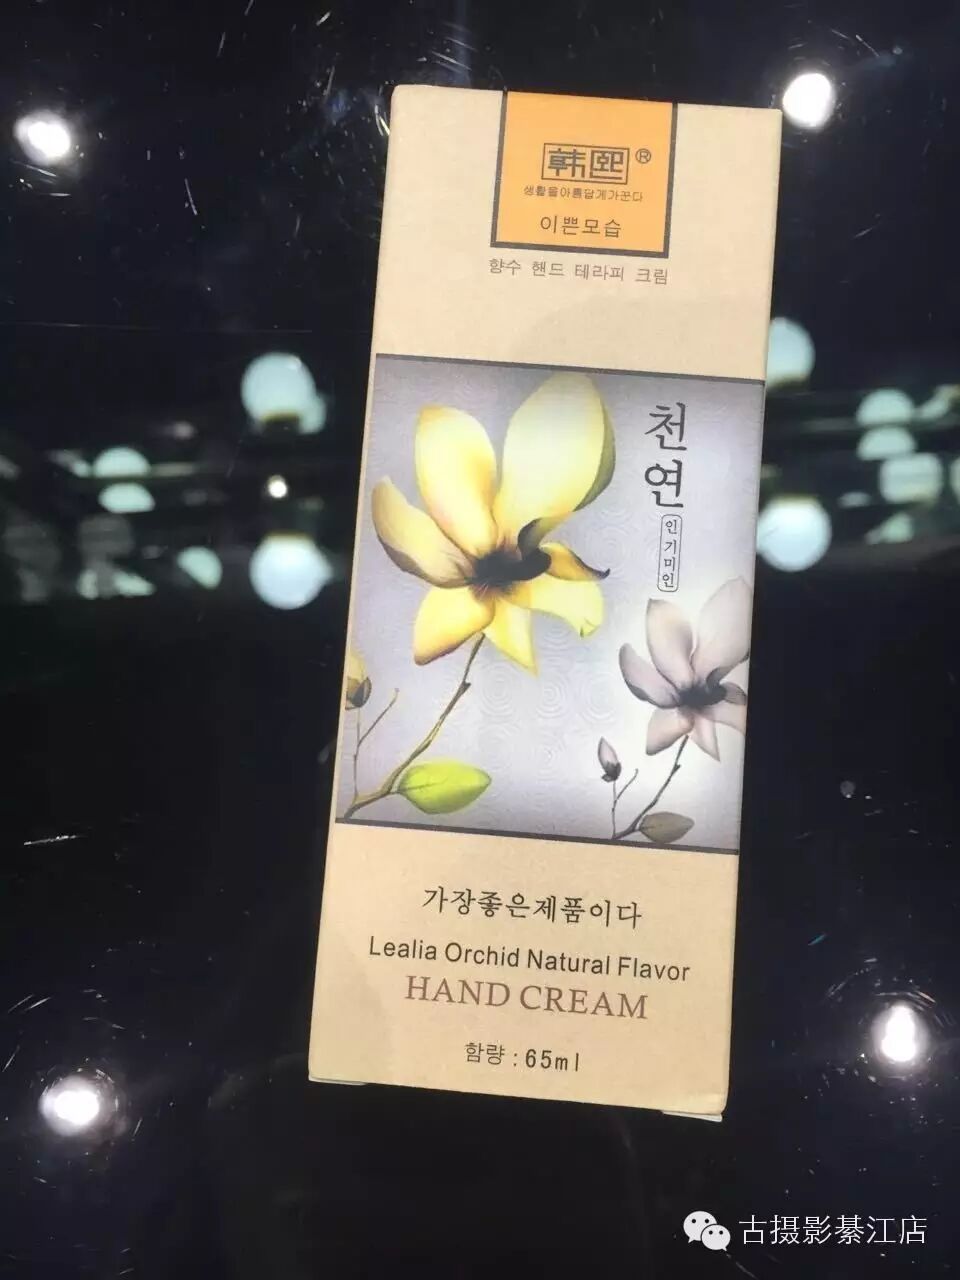 韩熙®
생활을아름답게가꾼다
이쁜모습
향수 핸드 테라피 크림
천연
인기미인
가장좋은제품이다
Lealia Orchid Natural Flavor
HAND CREAM
함량 : 65ml
古摄影綦江店